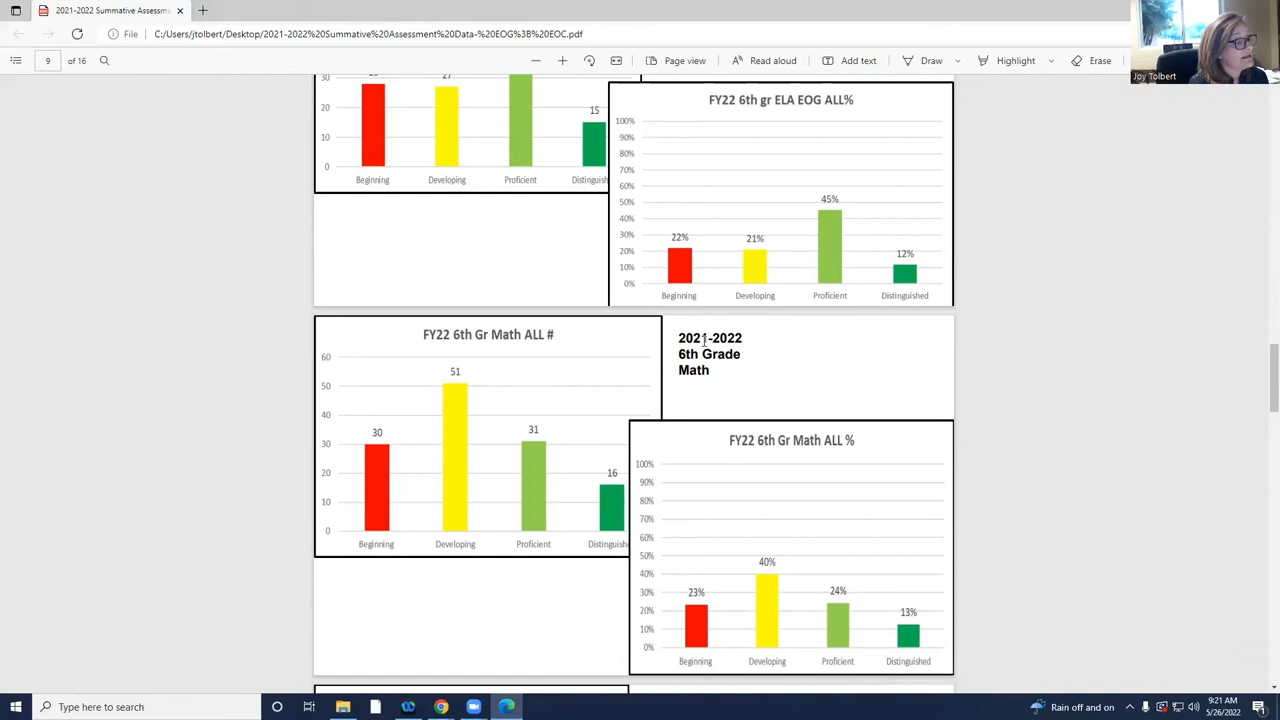 2021-2022 Summative Assessm
File
C:/Users/jtolbert/Desktop/2021-2022%20Summative%20Assessment%20Data-%20EOG%3B%20EOC.pdf
Joy Tolbert
9 of 16
Page view
Read aloud
Add text
Draw
Highlight
Erase
30
20
10
0
27
15
Beginning
Developing
Proficient
Distinguish
FY22 6th gr ELA EOG ALL%
100%
90%
80%
70%
60%
50%
40%
30%
20%
10%
0%
22%
21%
45%
12%
Beginning
Developing
Proficient
Distinguished
FY22 6th Gr Math ALL #
60
50
40
30
20
10
0
30
51
31
16
Beginning
Developing
Proficient
Distinguish
2021-2022
6th Grade
Math
FY22 6th Gr Math ALL %
100%
90%
80%
70%
60%
50%
40%
30%
20%
10%
0%
23%
40%
24%
13%
Beginning
Developing
Proficient
Distinguished
Type here to search
Rain off and on
9:21 AM
5/26/2022